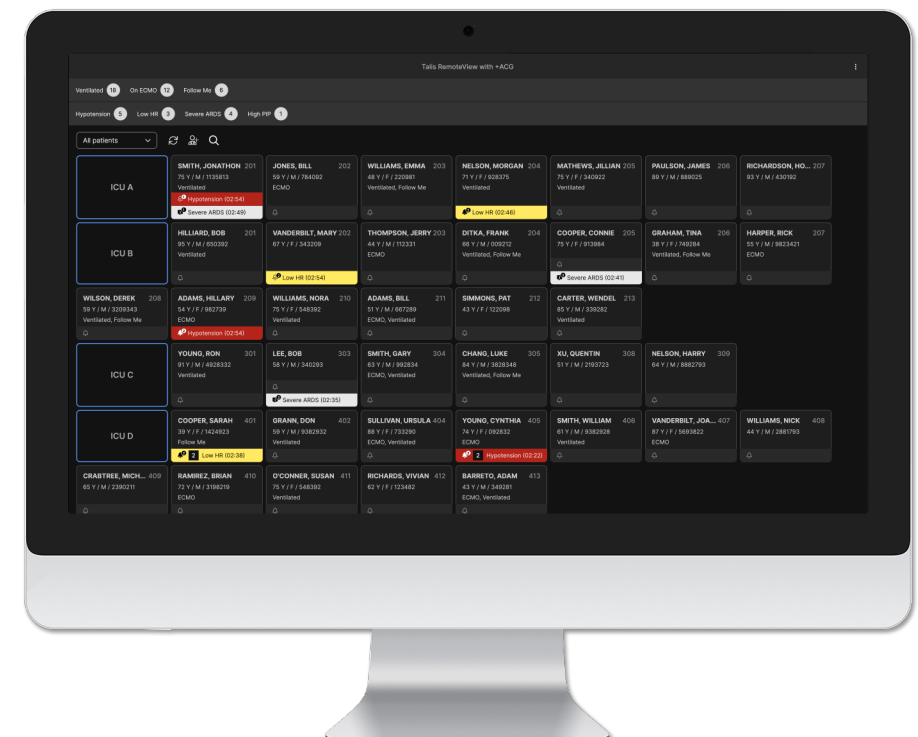 Talis RemoteView with +ACG
Ventilated 18 On ECMO 12 Follow Me 6
Hypotension 5 Low HR 3 Severe ARDS 4 High PIP 1
All patients
ICU A
SMITH, JONATHON 201
75 Y / M / 1135813
Ventilated
Hypotension (02:54)
Severe ARDS (02:49)
JONES, BILL 202
59 Y / M / 784092
ECMO
WILLIAMS, EMMA 203
48 Y / F / 220981
Ventilated, Follow Me
NELSON, MORGAN 204
71 Y / F / 928375
Ventilated
Low HR (02:46)
MATHEWS, JILLIAN 205
75 Y / F / 340922
Ventilated
PAULSON, JAMES 206
89 Y / M / 889025
RICHARDSON, HO... 207
93 Y / M / 430192
ICU B
HILLIARD, BOB 201
95 Y / M / 650392
Ventilated
VANDERBILT, MARY 202
67 Y / F / 343209
Low HR (02:54)
THOMPSON, JERRY 203
44 Y / M / 112331
ECMO
DITKA, FRANK 204
66 Y / M / 009212
Ventilated, Follow Me
COOPER, CONNIE 205
75 Y / F / 913984
Severe ARDS (02:41)
GRAHAM, TINA 206
38 Y / F / 749284
Ventilated, Follow Me
HARPER, RICK 207
55 Y / M / 9823421
ECMO
WILSON, DEREK 208
59 Y / M / 3209343
Ventilated, Follow Me
ADAMS, HILLARY 209
54 Y / F / 982739
ECMO
Hypotension (02:54)
WILLIAMS, NORA 210
75 Y / F / 548392
Ventilated
ADAMS, BILL 211
51 Y / M / 667289
ECMO, Ventilated
SIMMONS, PAT 212
43 Y / F / 122098
CARTER, WENDEL 213
85 Y / M / 339282
Ventilated
ICU C
YOUNG, RON 301
91 Y / M / 4928332
Ventilated
LEE, BOB 303
58 Y / M / 340293
Severe ARDS (02:35)
SMITH, GARY 304
83 Y / M / 992834
ECMO, Ventilated
CHANG, LUKE 305
84 Y / M / 3828348
Ventilated, Follow Me
XU, QUENTIN 308
51 Y / M / 2193723
NELSON, HARRY 309
64 Y / M / 8882793
ICU D
COOPER, SARAH 401
39 Y / F / 1424923
Follow Me
2 Low HR (02:38)
GRANN, DON 402
59 Y / M / 9382932
Ventilated
SULLIVAN, URSULA 404
88 Y / F / 733290
ECMO, Ventilated
YOUNG, CYNTHIA 405
74 Y / F / 092832
ECMO
2 Hypotension (02:22)
SMITH, WILLIAM 406
61 Y / M / 9382928
Ventilated
VANDERBILT, JOA... 407
87 Y / F / 5693822
ECMO
WILLIAMS, NICK 408
44 Y / M / 2881793
CRABTREE, MICH... 409
65 Y / M / 2390211
RAMIREZ, BRIAN 410
72 Y / M / 3198219
ECMO
O'CONNER, SUSAN 411
75 Y / F / 548392
Ventilated
RICHARDS, VIVIAN 412
62 Y / F / 123482
BARRETO, ADAM 413
43 Y / M / 349281
ECMO, Ventilated